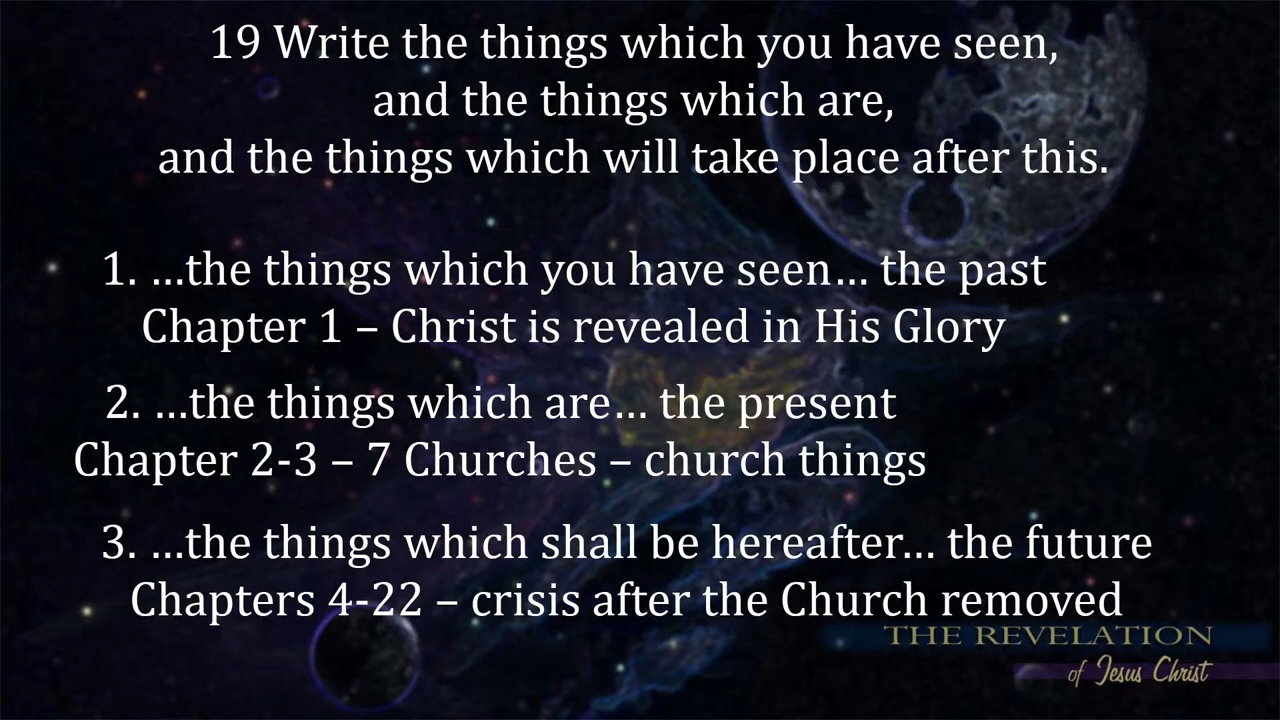 19 Write the things which you have seen,
and the things which are,
and the things which will take place after this.
1. …the things which you have seen… the past
Chapter 1 – Christ is revealed in His Glory
2. …the things which are… the present
Chapter 2-3 – 7 Churches – church things
3. …the things which shall be hereafter… the future
Chapters 4-22 – crisis after the Church removed
THE REVELATION
of Jesus Christ